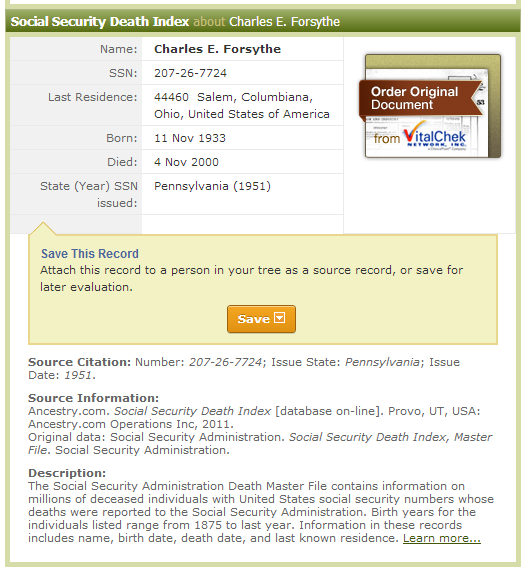 Social Security Death Index about Charles E. Forsythe
Name: Charles E. Forsythe
SSN: 207-26-7724
Last Residence: 44460 Salem, Columbiana,
Ohio, United States of America
Born: 11 Nov 1933
Died: 4 Nov 2000
State (Year) SSN issued: Pennsylvania (1951)
Order Original
Document
53
from VitalChek
NETWORK, INC.
Save This Record
Attach this record to a person in your tree as a source record, or save for
later evaluation.
Save
Source Citation: Number: 207-26-7724; Issue State: Pennsylvania; Issue
Date: 1951.
Source Information:
Ancestry.com. Social Security Death Index [database on-line]. Provo, UT, USA:
Ancestry.com Operations Inc, 2011.
Original data: Social Security Administration. Social Security Death Index, Master
File. Social Security Administration.
Description:
The Social Security Administration Death Master File contains information on
millions of deceased individuals with United States social security numbers whose
deaths were reported to the Social Security Administration. Birth years for the
individuals listed range from 1875 to last year. Information in these records
includes name, birth date, death date, and last known residence. Learn more...